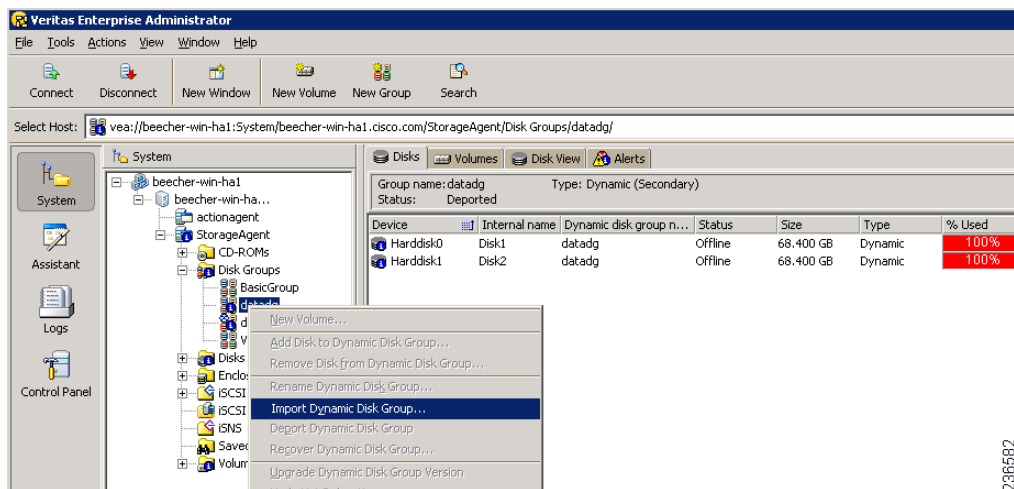 Veritas Enterprise Administrator
File Tools Actions View Window Help
Connect Disconnect New Window New Volume New Group Search
Select Host: vea://beecher-win-ha1:System/beecher-win-ha1.cisco.com/StorageAgent/Disk Groups/datadg/
System
Assistant
Logs
Control Panel
System
beecher-win-ha1
beecher-win-ha...
actionagent
StorageAgent
CD-ROMs
Disk Groups
BasicGroup
datadg
d
V
Disks
Enclo
iSCSI
iSCSI
iSNS
Saved
Volum
New Volume...
Add Disk to Dynamic Disk Group...
Remove Disk from Dynamic Disk Group...
Rename Dynamic Disk Group...
Import Dynamic Disk Group...
Deport Dynamic Disk Group
Recover Dynamic Disk Group...
Upgrade Dynamic Disk Group Version
Disks Volumes Disk View Alerts
Group name: datadg Type: Dynamic (Secondary)
Status: Deported
Device Internal name Dynamic disk group n... Status Size Type % Used
Harddisk0 Disk1 datadg Offline 68.400 GB Dynamic 100%
Harddisk1 Disk2 datadg Offline 68.400 GB Dynamic 100%
236582